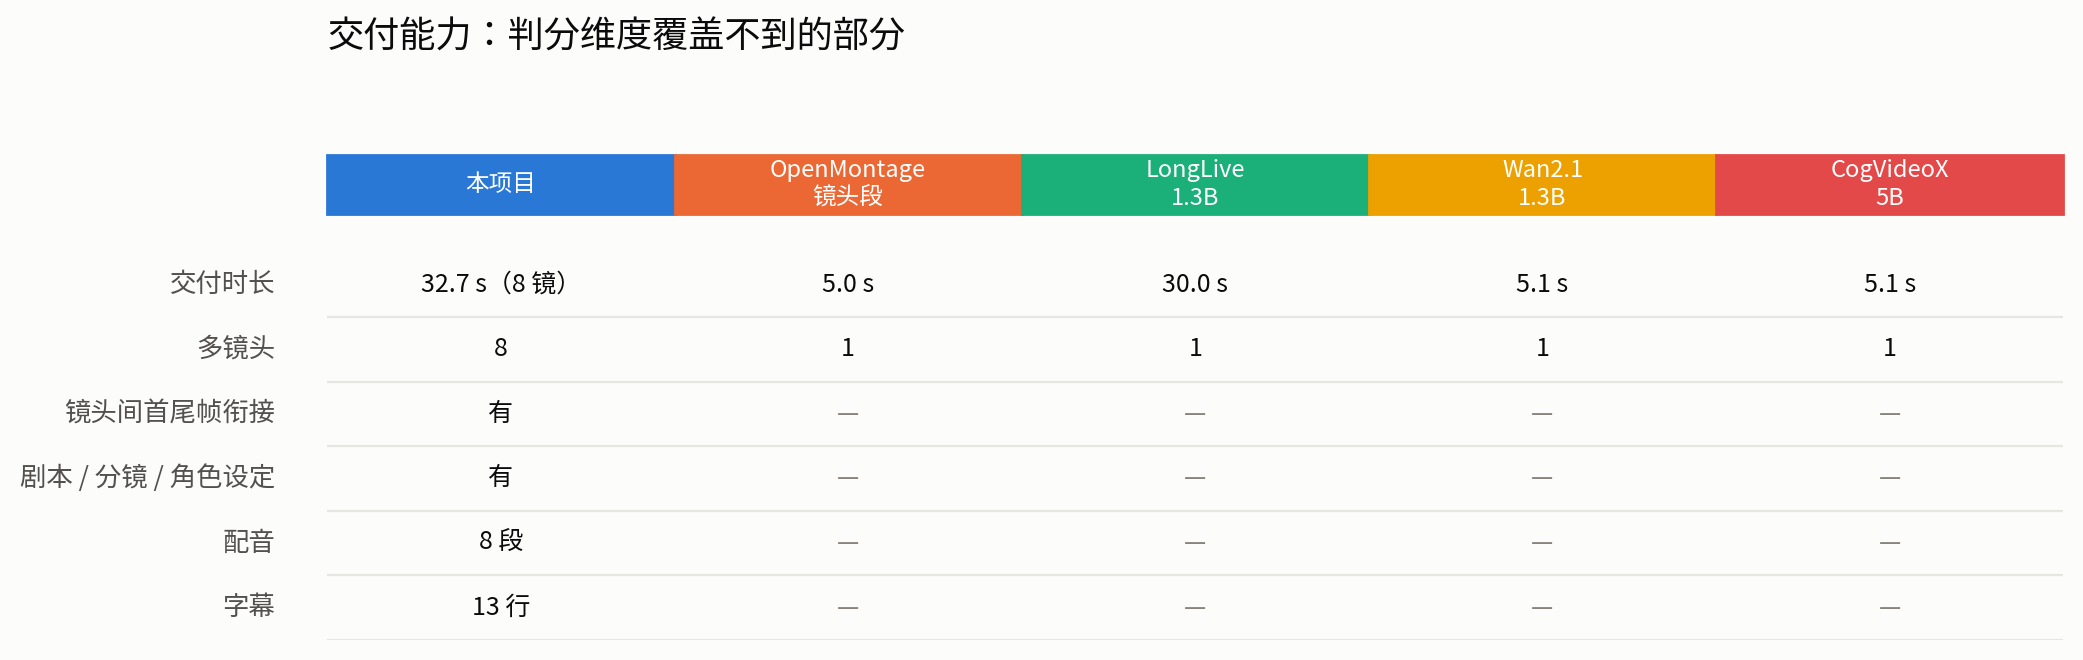 交付能力：判分维度覆盖不到的部分
本项目 OpenMontage 镜头段 LongLive 1.3B Wan2.1 1.3B CogVideoX 5B
交付时长 32.7 s（8 镜） 5.0 s 30.0 s 5.1 s 5.1 s
多镜头 8 1 1 1 1
镜头间首尾帧衔接 有 — — — —
剧本 / 分镜 / 角色设定 有 — — — —
配音 8 段 — — — —
字幕 13 行 — — — —